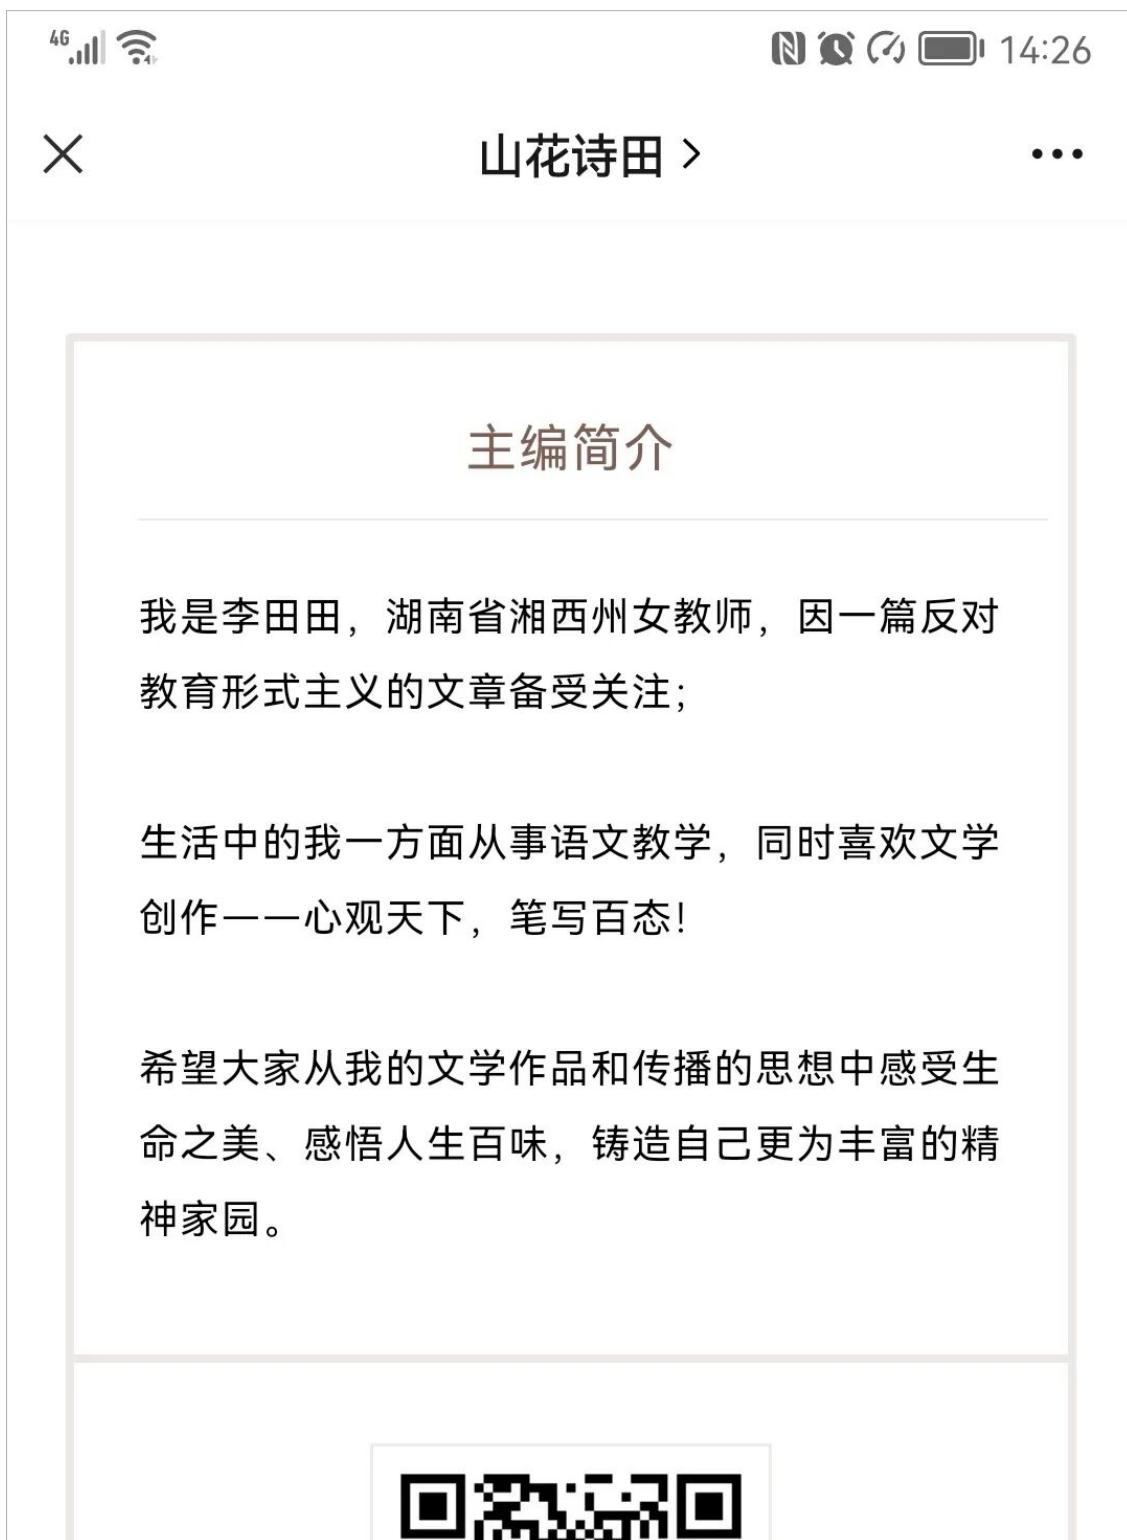 4G 14:26
山花诗田
主编简介
我是李田田，湖南省湘西州女教师，因一篇反对
教育形式主义的文章备受关注；
生活中的我一方面从事语文教学，同时喜欢文学
创作一一心观天下，笔写百态！
希望大家从我的文学作品和传播的思想中感受生
命之美、感悟人生百味，铸造自己更为丰富的精
神家园。